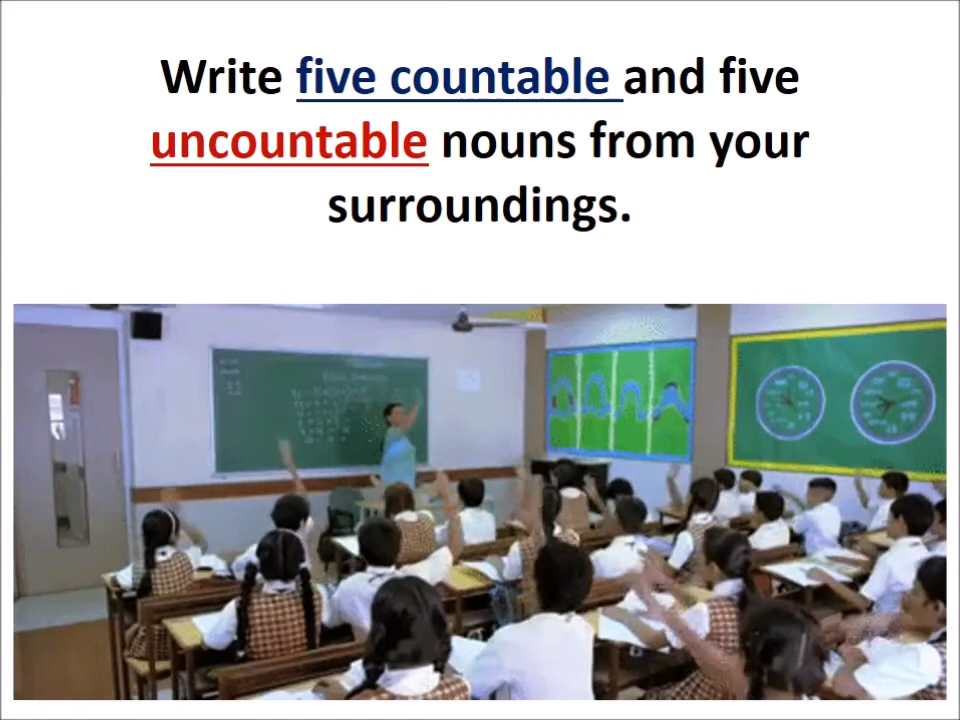 Write five countable and five
uncountable nouns from your
surroundings.